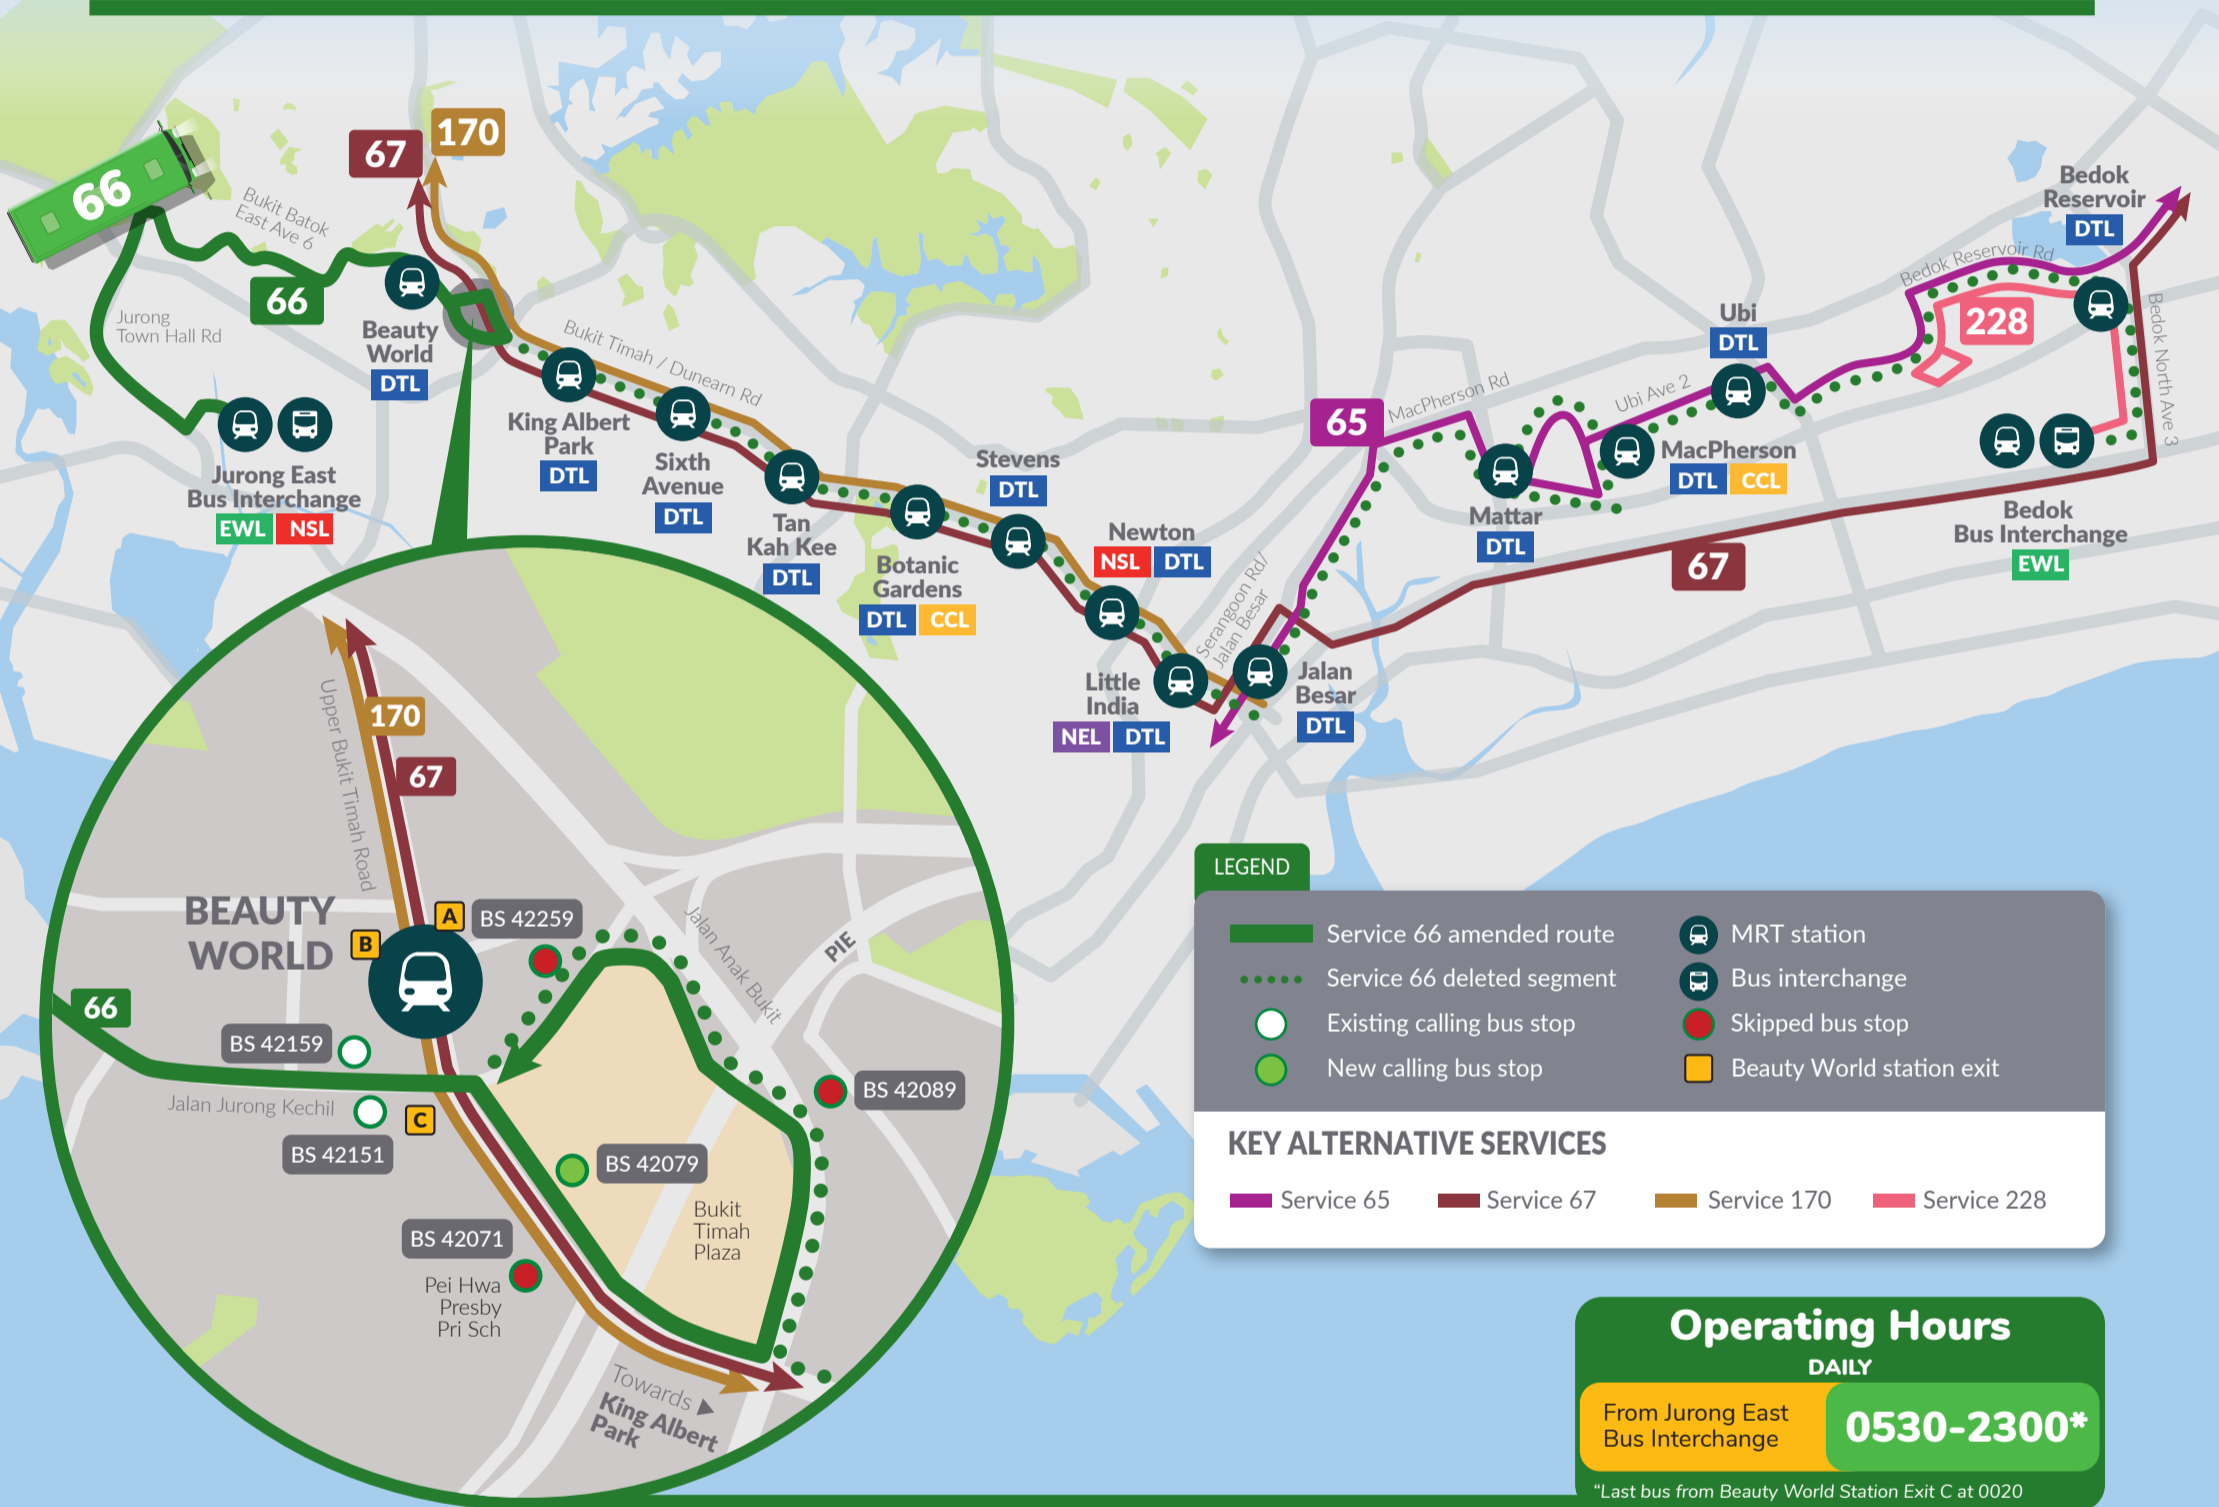 66
67
170
Bukit Batok
East Ave 6
66
Jurong
Town Hall Rd
Beauty
World
DTL
Jurong East
Bus Interchange
EWL NSL
Bukit Timah / Dunearn Rd
King Albert
Park
DTL
Sixth
Avenue
DTL
Tan
Kah Kee
DTL
Botanic
Gardens
DTL CCL
Stevens
DTL
Newton
NSL DTL
Little
India
NEL DTL
Serangoon Rd/
Jalan Besar
Jalan
Besar
DTL
65
MacPherson Rd
Mattar
DTL
Ubi Ave 2
MacPherson
DTL CCL
Ubi
DTL
67
Bedok Reservoir Rd
228
Bedok
Reservoir
DTL
Bedok North Ave 3
Bedok
Bus Interchange
EWL
170
67
Upper Bukit Timah Road
BEAUTY
WORLD
A
B
BS 42259
66
BS 42159
Jalan Jurong Kechil
C
BS 42151
Jalan Anak Bukit
PIE
BS 42089
BS 42079
Bukit
Timah
Plaza
BS 42071
Pei Hwa
Presby
Pri Sch
Towards ▶
King Albert
Park
LEGEND
Service 66 amended route
Service 66 deleted segment
Existing calling bus stop
New calling bus stop
MRT station
Bus interchange
Skipped bus stop
Beauty World station exit
KEY ALTERNATIVE SERVICES
Service 65 Service 67 Service 170 Service 228
Operating Hours
DAILY
From Jurong East
Bus Interchange
0530-2300*
*Last bus from Beauty World Station Exit C at 0020